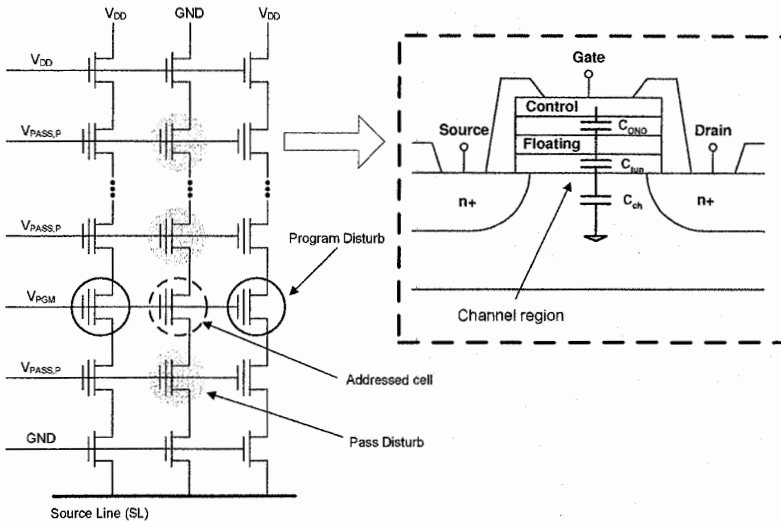 V_DD GND V_DD
V_DD
V_PASS,P
V_PASS,P
V_PGM
V_PASS,P
GND
Program Disturb
Addressed cell
Pass Disturb
Source Line (SL)
Gate
Control
C_ONO
Source
Floating
Drain
C_tun
n+
C_ch
n+
Channel region